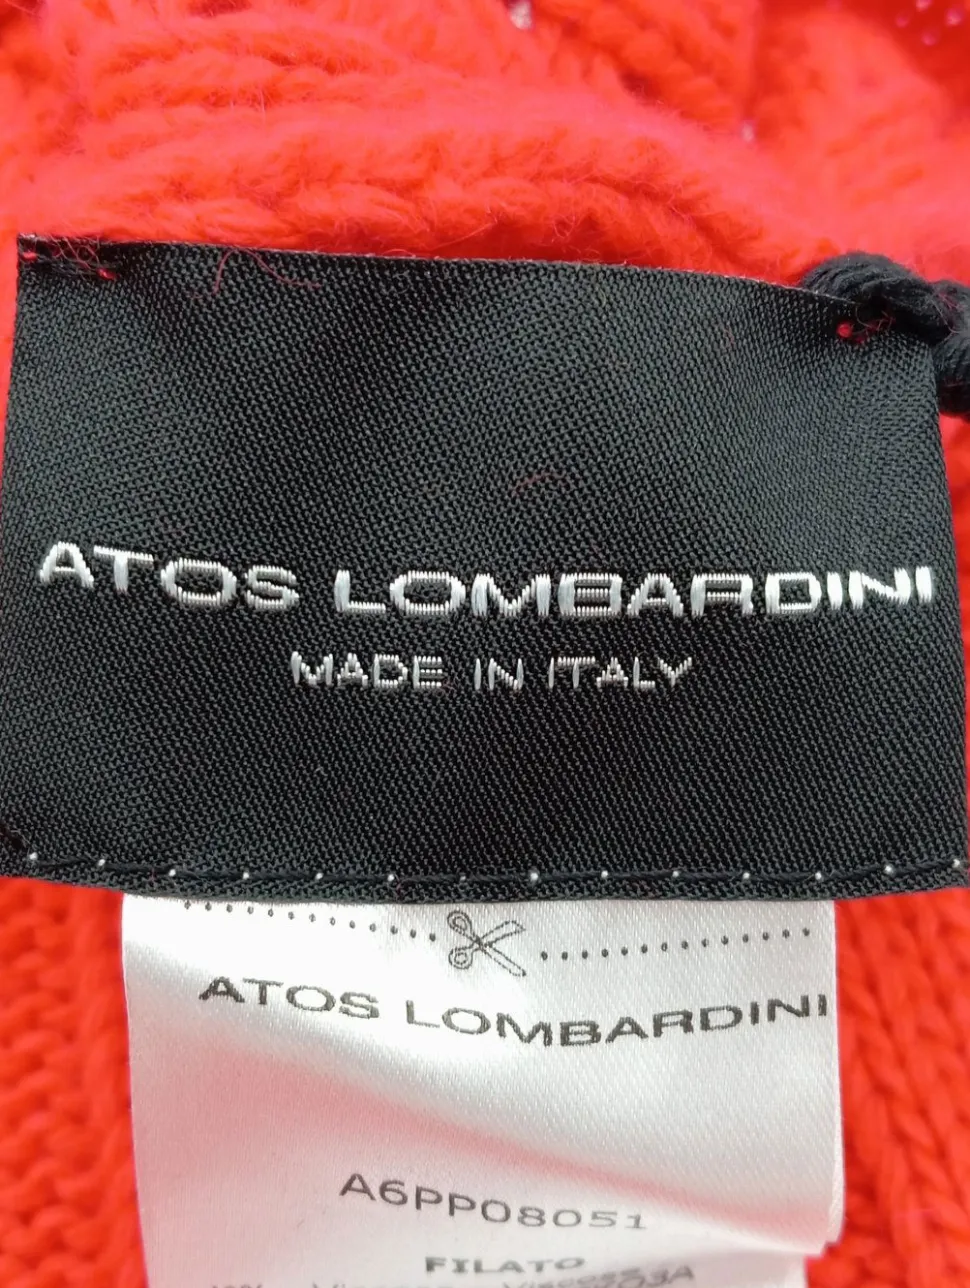 ATOS LOMBARDINI
MADE IN ITALY
ATOS LOMBARDINI
A6PP08051
FILATO